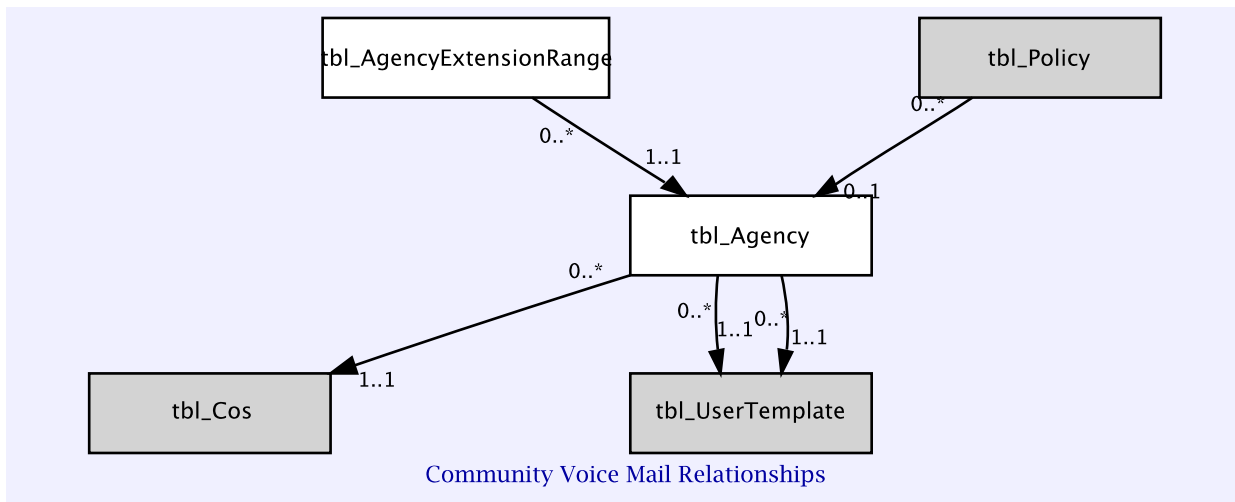 tbl_AgencyExtensionRange
tbl_Policy
0..*
0..*
1..1
0..1
tbl_Agency
0..*
0..*
1..1
0..*
1..1
1..1
tbl_Cos
tbl_UserTemplate
Community Voice Mail Relationships